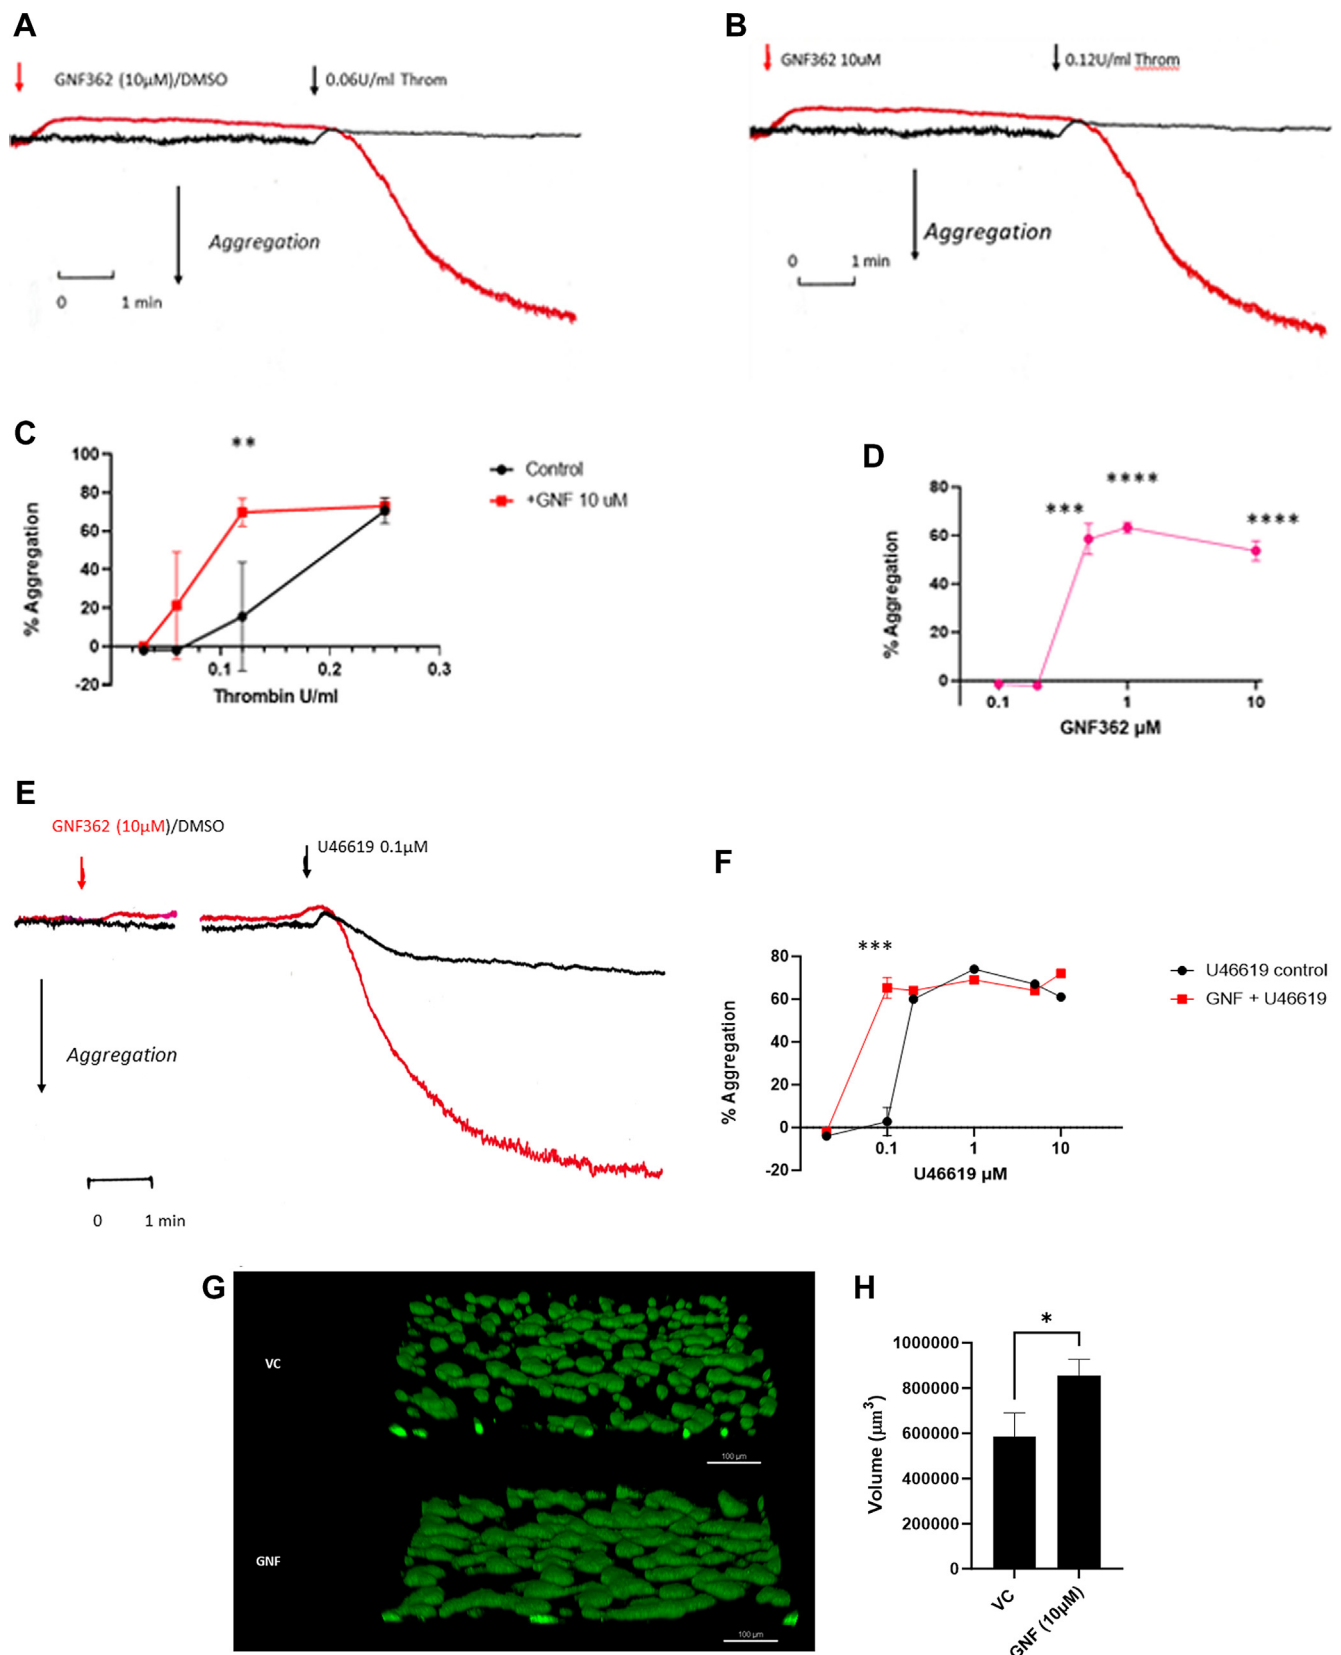 A
GNF362 (10µM)/DMSO
0.06U/ml Throm
Aggregation
0 1 min
B
GNF362 10uM
0.12U/ml Throm
Aggregation
0 1 min
C
**
100
80
60
40
20
0
-20
% Aggregation
0.1 0.2 0.3
Thrombin U/ml
Control
+GNF 10 uM
D
***
****
****
80
60
40
20
0
% Aggregation
0.1 1 10
GNF362 µM
E
GNF362 (10µM)/DMSO
U46619 0.1µM
Aggregation
0 1 min
F
***
80
60
40
20
0
-20
% Aggregation
0.1 1 10
U46619 µM
U46619 control
GNF + U46619
G
VC
100 µm
GNF
100 µm
H
*
1000000
800000
600000
400000
200000
0
Volume (µm³)
VC
GNF (10µM)